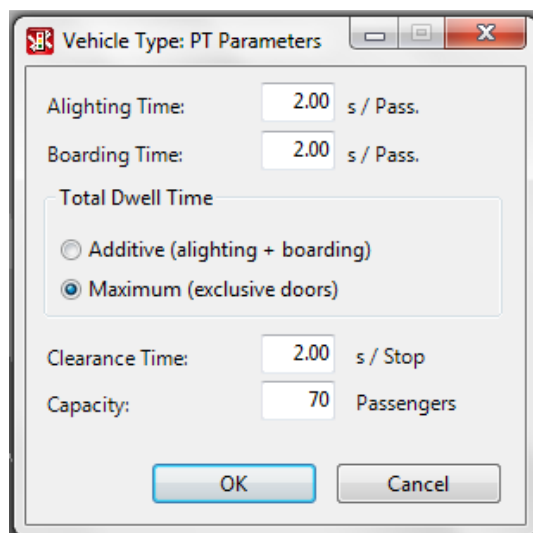 Vehicle Type: PT Parameters
Alighting Time: 2.00 s / Pass.
Boarding Time: 2.00 s / Pass.
Total Dwell Time
Additive (alighting + boarding)
Maximum (exclusive doors)
Clearance Time: 2.00 s / Stop
Capacity: 70 Passengers
OK Cancel